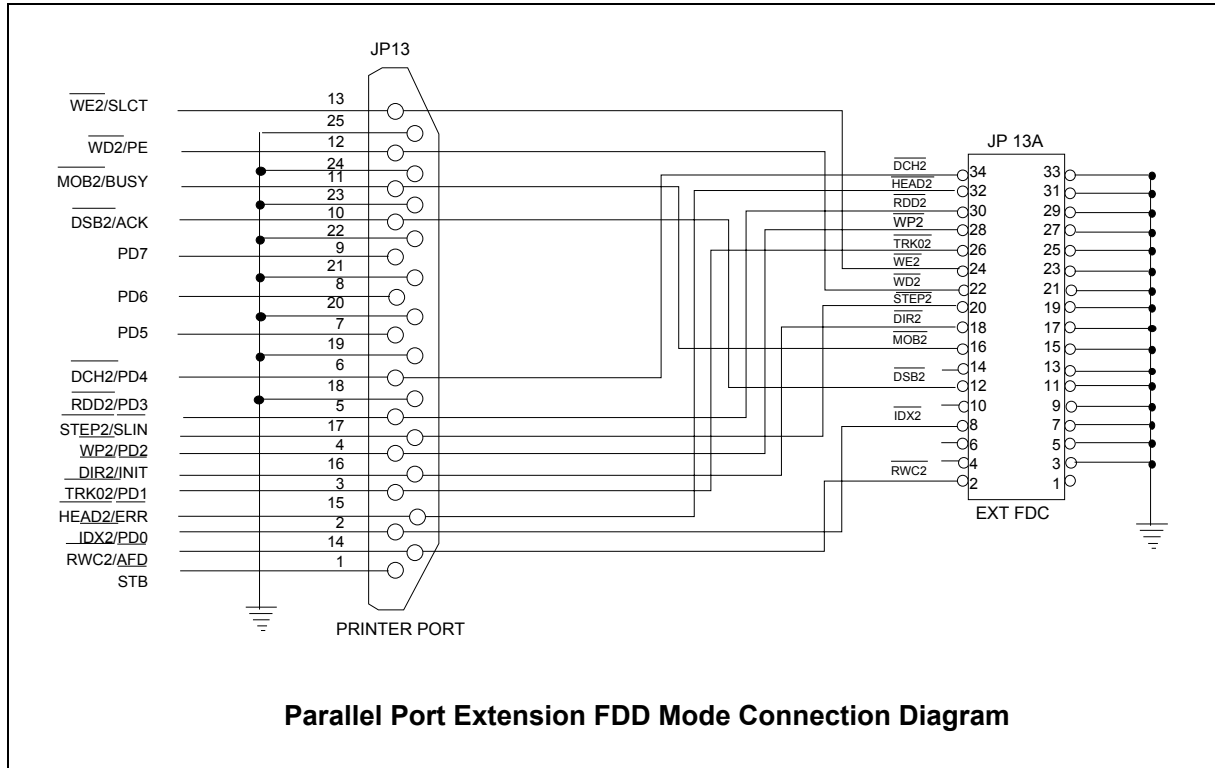 JP13
WE2/SLCT
WD2/PE
MOB2/BUSY
DSB2/ACK
PD7
PD6
PD5
DCH2/PD4
RDD2/PD3
STEP2/SLIN
WP2/PD2
DIR2/INIT
TRK02/PD1
HEAD2/ERR
IDX2/PD0
RWC2/AFD
STB
13
25
12
24
11
23
10
22
9
21
8
20
7
19
6
18
5
17
4
16
3
15
2
14
1
PRINTER PORT
JP 13A
DCH2
HEAD2
RDD2
WP2
TRK02
WE2
WD2
STEP2
DIR2
MOB2
DSB2
IDX2
RWC2
34 33
32 31
30 29
28 27
26 25
24 23
22 21
20 19
18 17
16 15
14 13
12 11
10 9
8 7
6 5
4 3
2 1
EXT FDC
Parallel Port Extension FDD Mode Connection Diagram